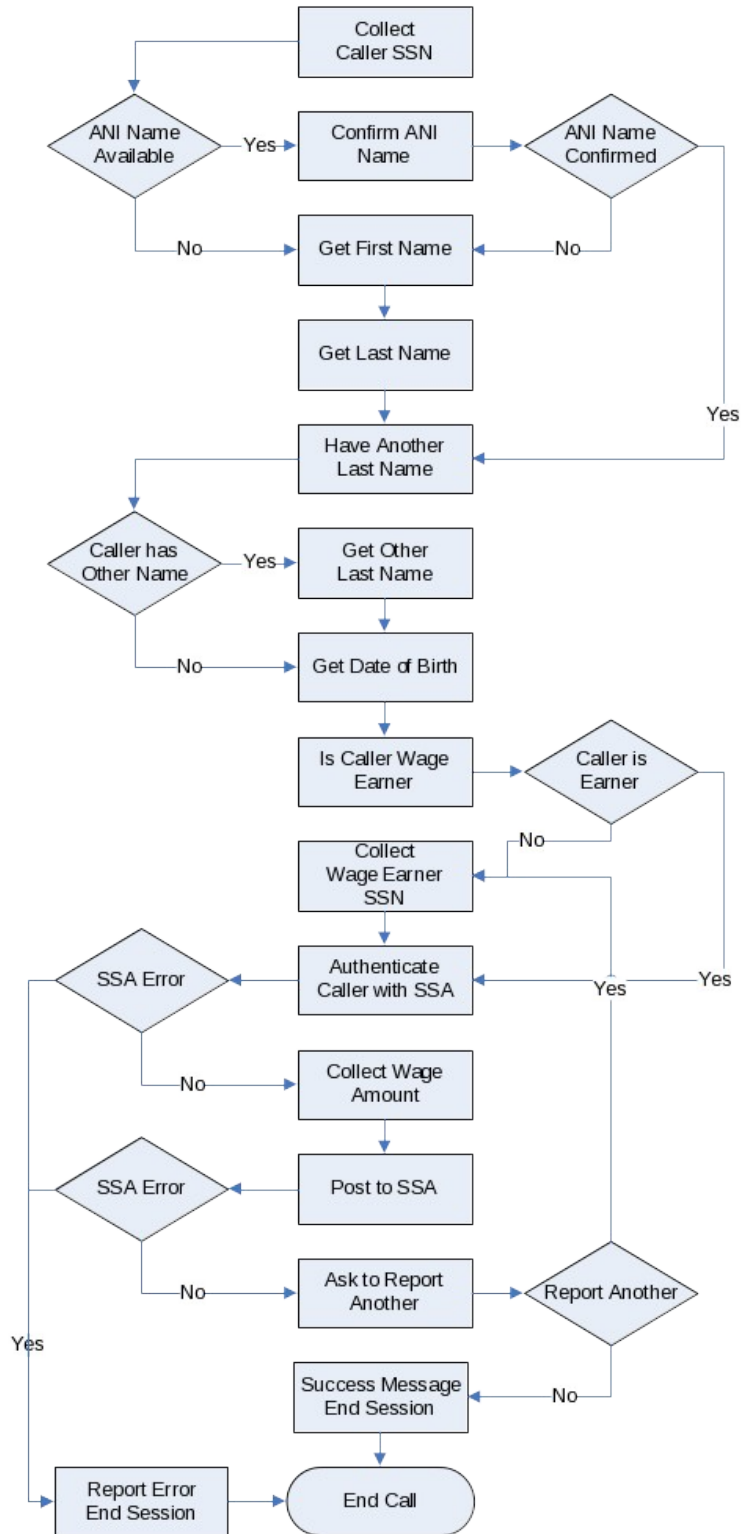 Collect
Caller SSN
ANI Name
Available
Yes
Confirm ANI
Name
ANI Name
Confirmed
No
Get First Name
No
Get Last Name
Yes
Have Another
Last Name
Caller has
Other Name
Yes
Get Other
Last Name
No
Get Date of Birth
Is Caller Wage
Earner
Caller is
Earner
No
Collect
Wage Earner
SSN
SSA Error
Authenticate
Caller with SSA
Yes
Yes
No
Collect Wage
Amount
SSA Error
Post to SSA
No
Ask to Report
Another
Report Another
Yes
Success Message
End Session
No
Report Error
End Session
End Call